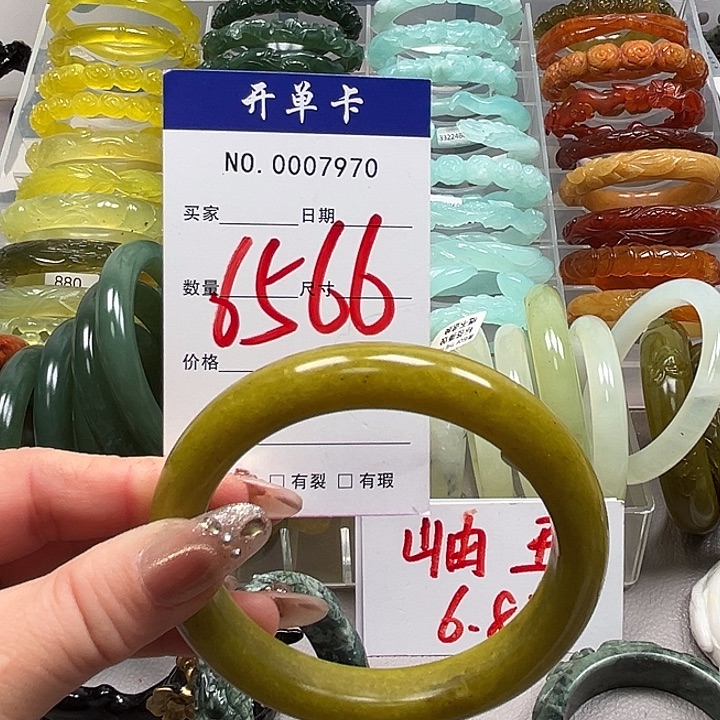 开单卡
NO. 0007970
买家 日期
6566
数量 尺寸
价格
□有裂 □有瑕
880
岫玉
6.8